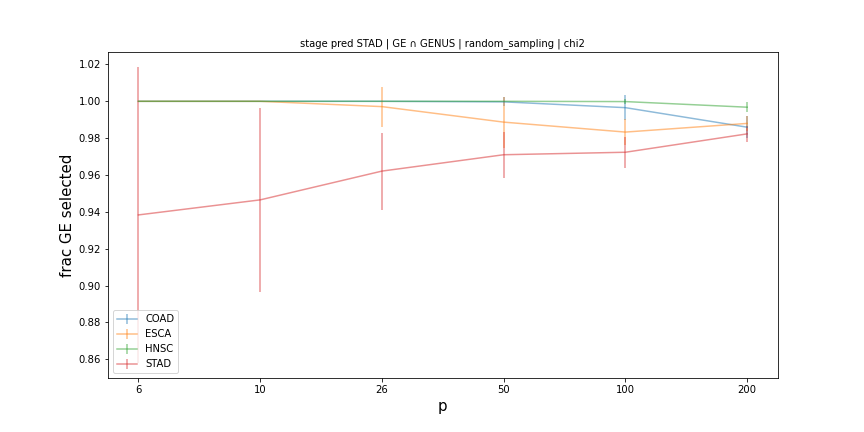 stage pred STAD | GE ∩ GENUS | random_sampling | chi2
1.02
1.00
0.98
0.96
0.94
0.92
0.90
0.88
0.86
frac GE selected
COAD
ESCA
HNSC
STAD
6 10 26 50 100 200
p